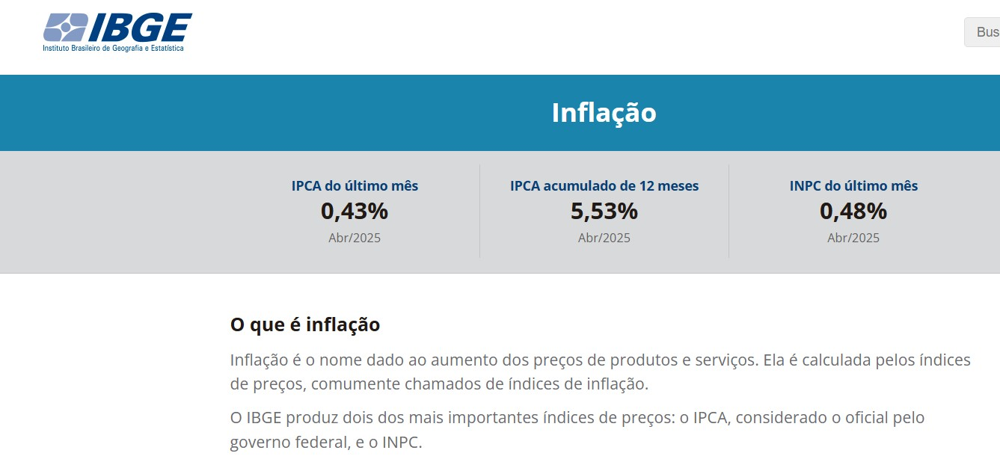 IBGE
Instituto Brasileiro de Geografia e Estatística
Bus
Inflação
IPCA do último mês
0,43%
Abr/2025
IPCA acumulado de 12 meses
5,53%
Abr/2025
INPC do último mês
0,48%
Abr/2025
O que é inflação
Inflação é o nome dado ao aumento dos preços de produtos e serviços. Ela é calculada pelos índices
de preços, comumente chamados de índices de inflação.
O IBGE produz dois dos mais importantes índices de preços: o IPCA, considerado o oficial pelo
governo federal, e o INPC.